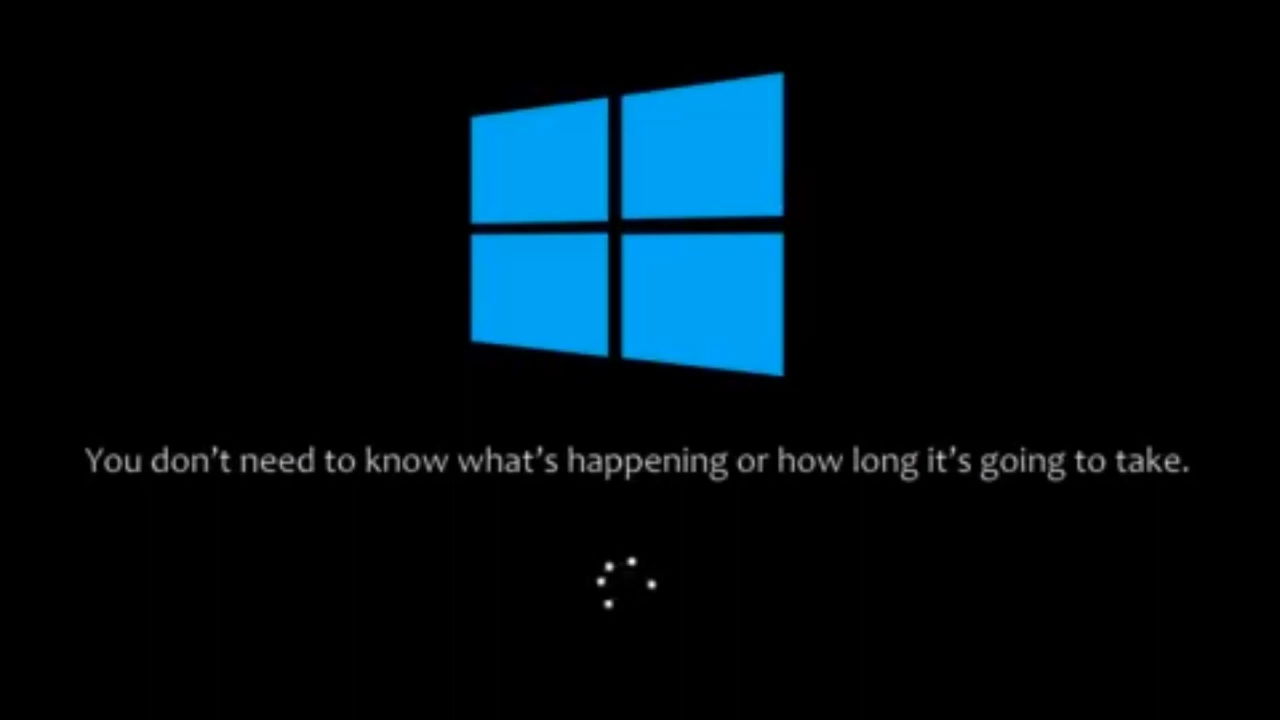 You don’t need to know what’s happening or how long it’s going to take.